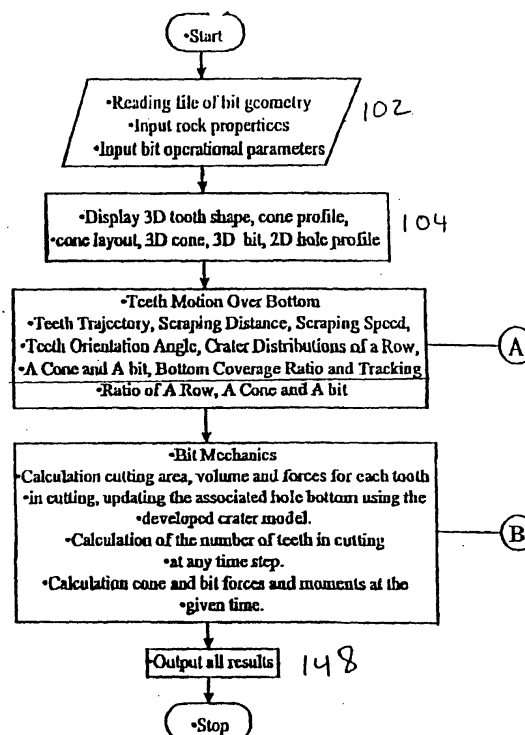 •Start
•Reading file of bit geometry
•Input rock properties
•Input bit operational parameters
102
•Display 3D tooth shape, cone profile,
•cone layout, 3D cone, 3D bit, 2D hole profile
104
•Teeth Motion Over Bottom
•Teeth Trajectory, Scraping Distance, Scraping Speed,
•Teeth Orientation Angle, Crater Distributions of a Row,
•A Cone and A bit, Bottom Coverage Ratio and Tracking
•Ratio of A Row, A Cone and A bit
A
•Bit Mechanics
•Calculation cutting area, volume and forces for each tooth
•in cutting, updating the associated hole bottom using the
•developed crater model.
•Calculation of the number of teeth in cutting
•at any time step.
•Calculation cone and bit forces and moments at the
•given time.
B
•Output all results
148
•Stop